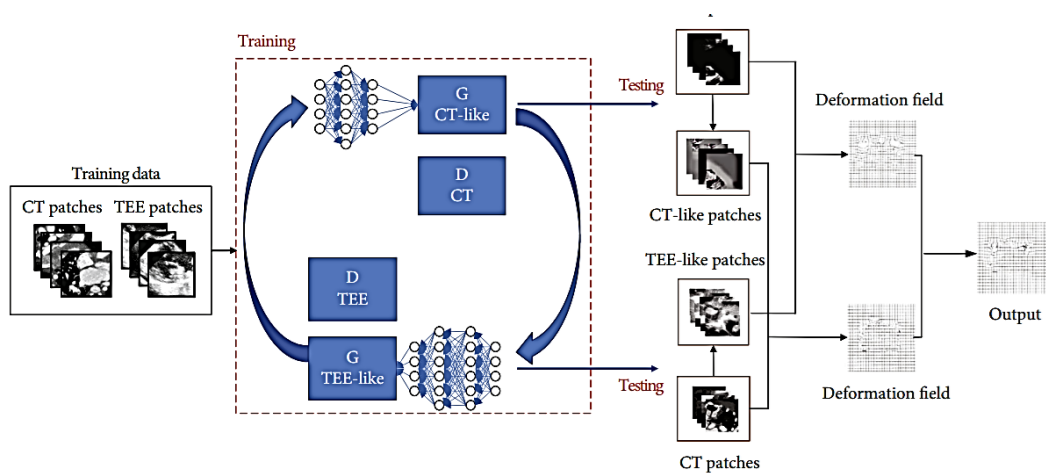 Training
Training data
CT patches TEE patches
G
CT-like
D
CT
D
TEE
G
TEE-like
Testing
Testing
CT-like patches
TEE-like patches
CT patches
Deformation field
Deformation field
Output